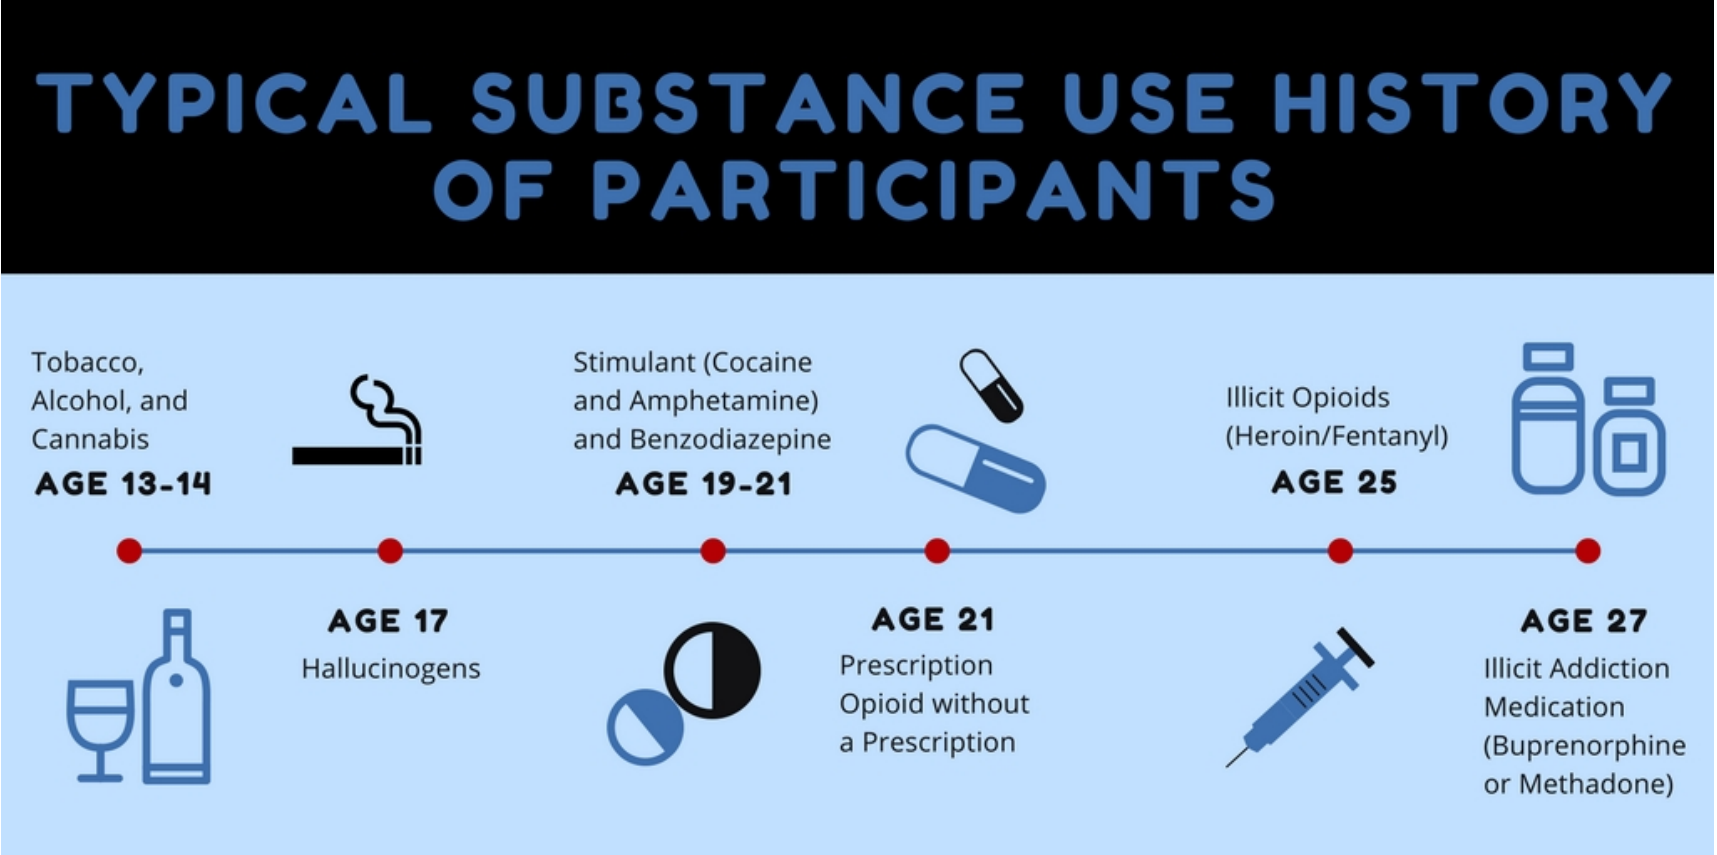 TYPICAL SUBSTANCE USE HISTORY
OF PARTICIPANTS
Tobacco,
Alcohol, and
Cannabis
AGE 13-14
AGE 17
Hallucinogens
Stimulant (Cocaine
and Amphetamine)
and Benzodiazepine
AGE 19-21
AGE 21
Prescription
Opioid without
a Prescription
Illicit Opioids
(Heroin/Fentanyl)
AGE 25
AGE 27
Illicit Addiction
Medication
(Buprenorphine
or Methadone)